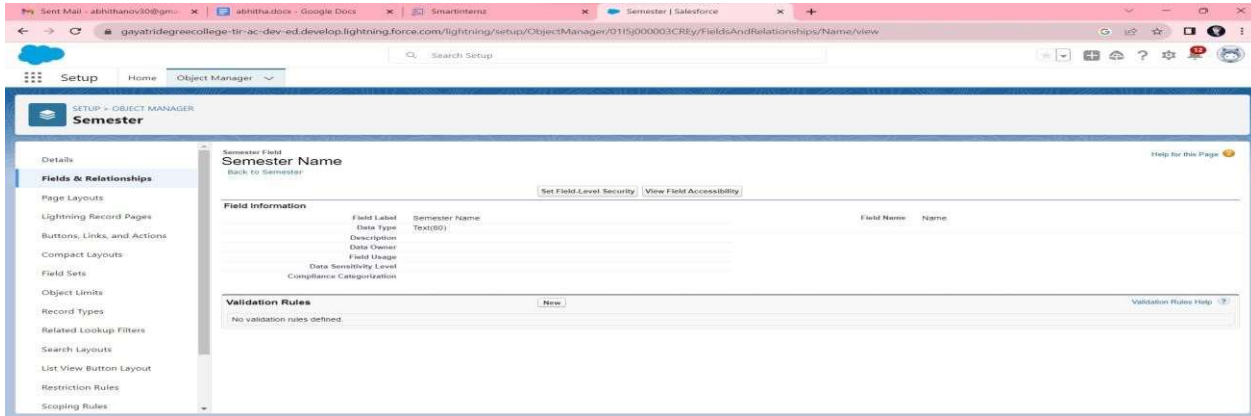 Sent Mail - abhithanov30@gm
abhitha.docx - Google Docs
Smartinternz
Semester | Salesforce
gayatridegreecollege-tir-ac-dev-ed.develop.lightning.force.com/lightning/setup/ObjectManager/01I5j000003CREy/FieldsAndRelationships/Name/view
Search Setup
12
Setup Home Object Manager
SETUP > OBJECT MANAGER
Semester
Details
Fields & Relationships
Page Layouts
Lightning Record Pages
Buttons, Links, and Actions
Compact Layouts
Field Sets
Object Limits
Record Types
Related Lookup Filters
Search Layouts
List View Button Layout
Restriction Rules
Scoping Rules
Semester Field
Semester Name
Back to Semester
Help for this Page
Set Field-Level Security View Field Accessibility
Field Information
Field Label Semester Name Field Name Name
Data Type Text(80)
Description
Data Owner
Field Usage
Data Sensitivity Level
Compliance Categorization
Validation Rules New Validation Rules Help ?
No validation rules defined.